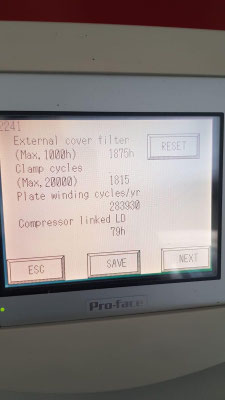 2241
External cover filter
(Max,1000h) 1875h
RESET
Clamp cycles
(Max,20000) 1815
Plate winding cycles/vr
283930
Compressor linked LD
79h
ESC
SAVE
NEXT
Pro-face